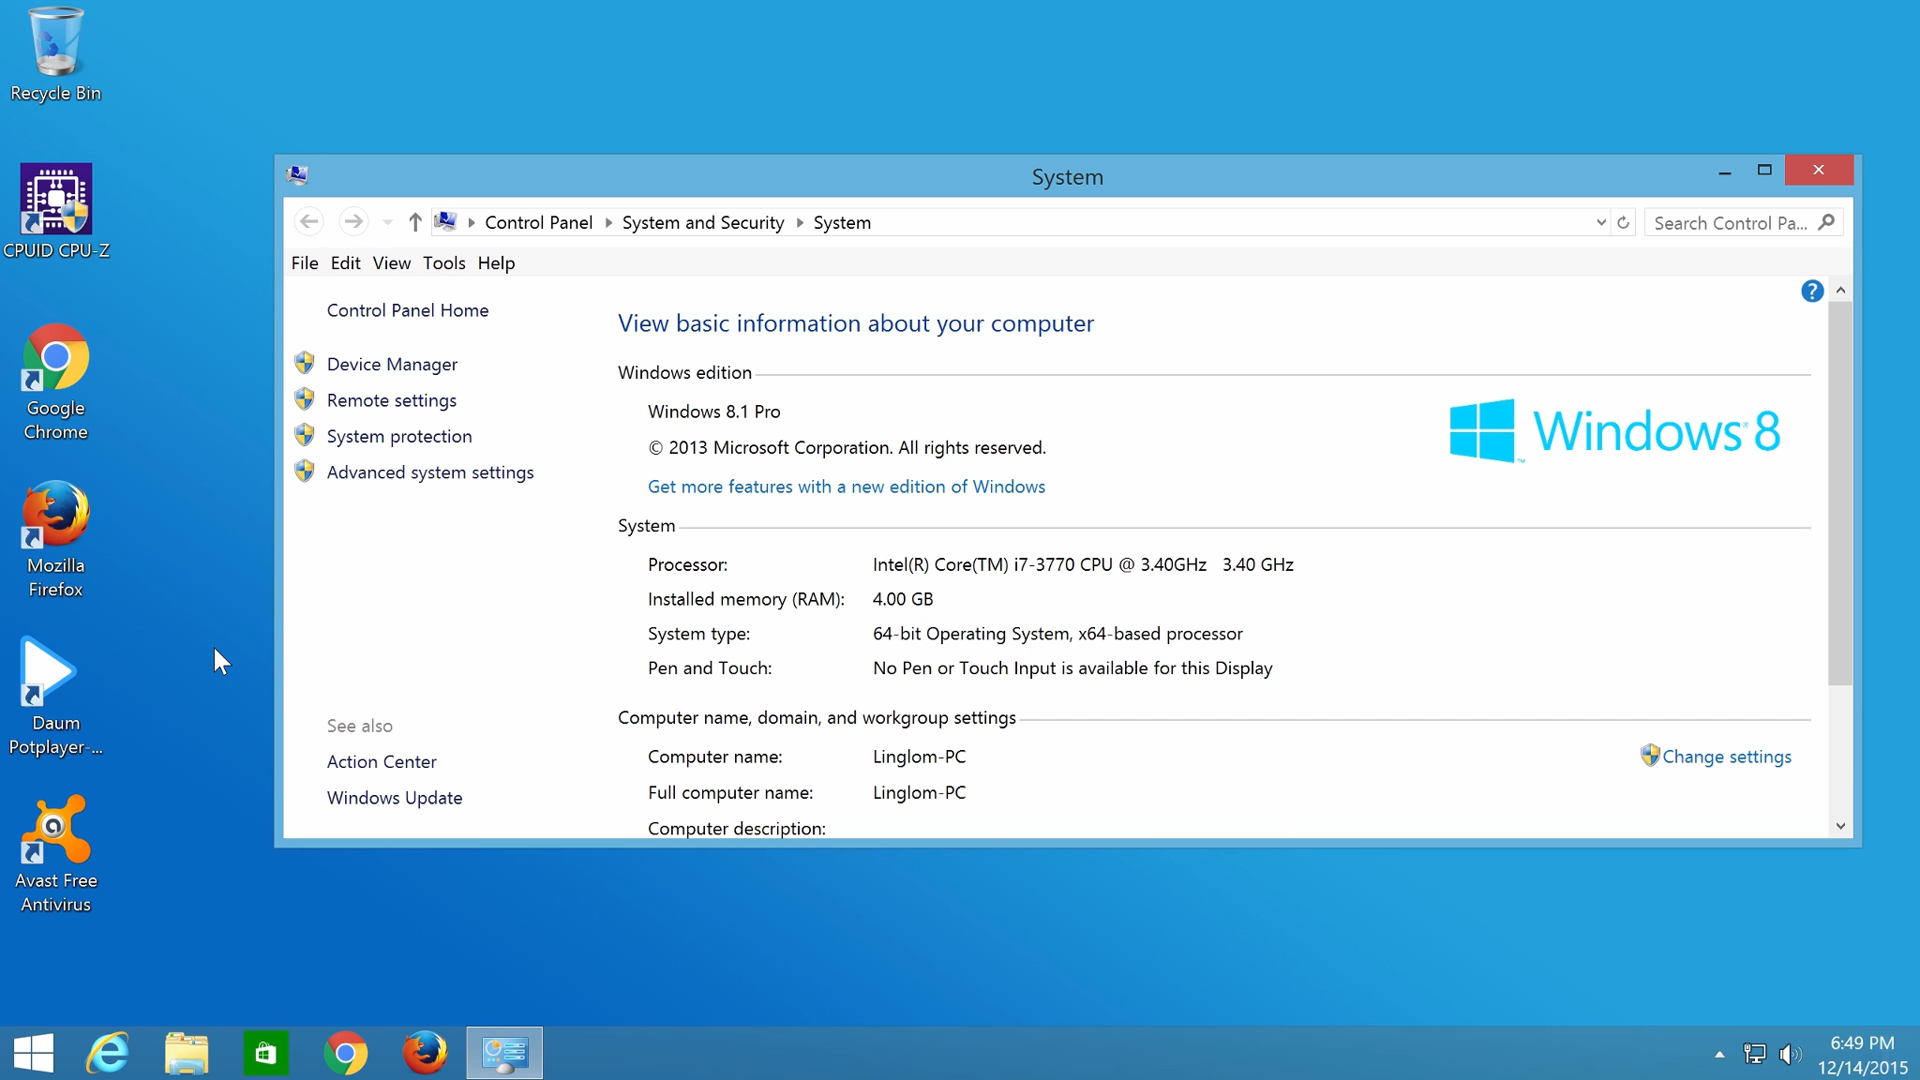 Recycle Bin
CPUID CPU-Z
Google
Chrome
Mozilla
Firefox
Daum
Potplayer-...
Avast Free
Antivirus
System
Control Panel System and Security System
Search Control Pa...
File Edit View Tools Help
Control Panel Home
Device Manager
Remote settings
System protection
Advanced system settings
See also
Action Center
Windows Update
View basic information about your computer
Windows edition
Windows 8.1 Pro
© 2013 Microsoft Corporation. All rights reserved.
Get more features with a new edition of Windows
Windows 8
System
Processor: Intel(R) Core(TM) i7-3770 CPU @ 3.40GHz 3.40 GHz
Installed memory (RAM): 4.00 GB
System type: 64-bit Operating System, x64-based processor
Pen and Touch: No Pen or Touch Input is available for this Display
Computer name, domain, and workgroup settings
Computer name: Linglom-PC
Change settings
Full computer name: Linglom-PC
Computer description:
6:49 PM
12/14/2015